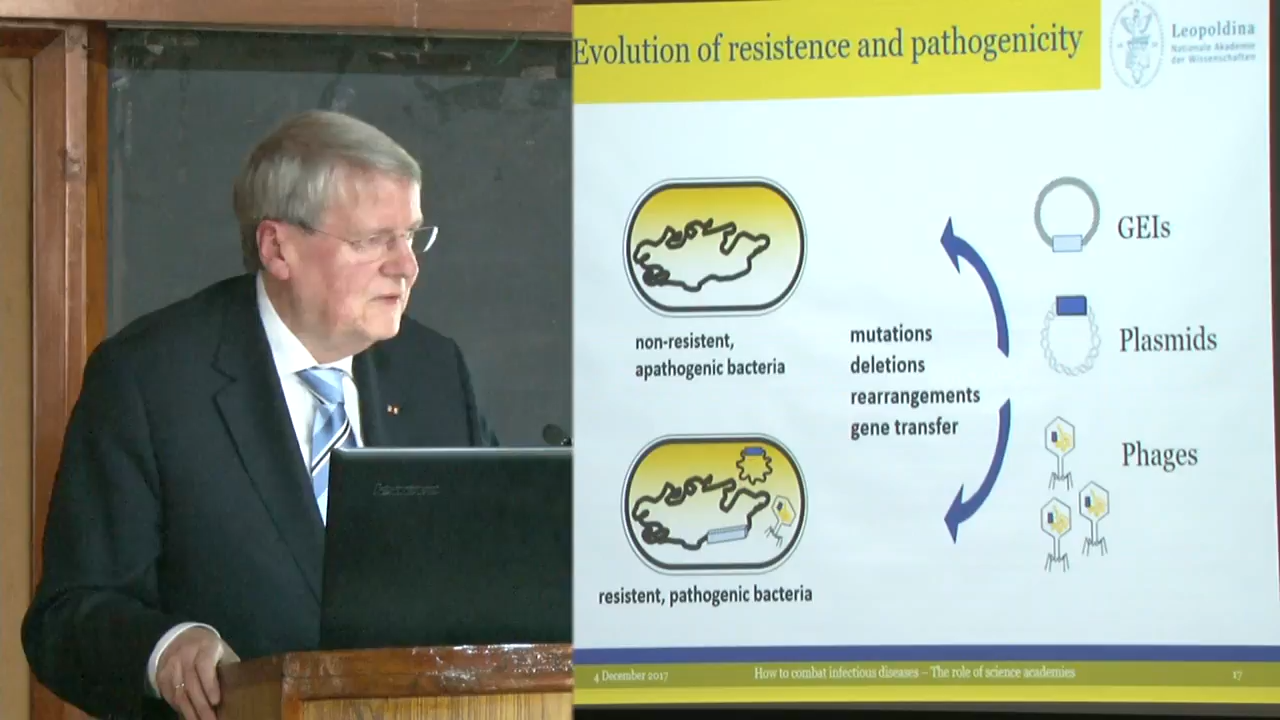 Evolution of resistence and pathogenicity
Leopoldina
Nationale Akademie
der Wissenschaften
non-resistent,
apathogenic bacteria
mutations
deletions
rearrangements
gene transfer
GEIs
Plasmids
Phages
resistent, pathogenic bacteria
lenovo
4 December 2017
How to combat infectious diseases – The role of science academies
17